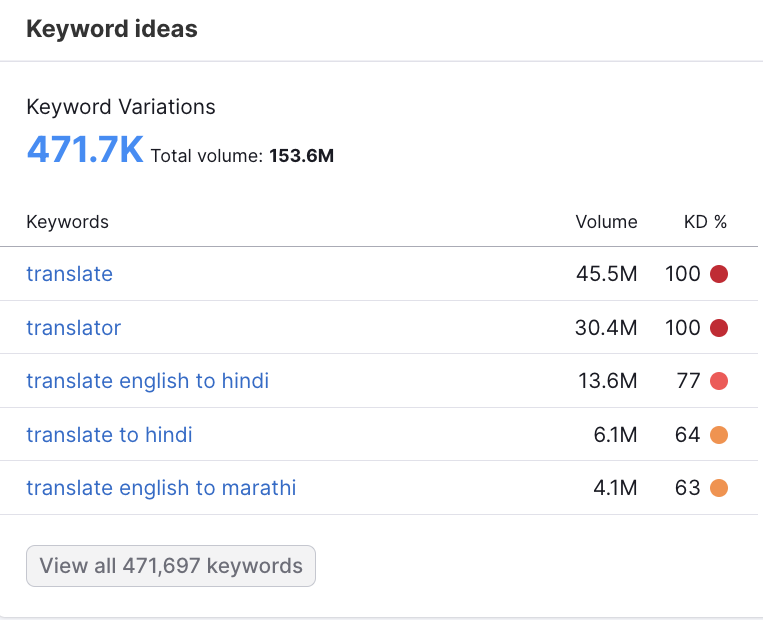 Keyword ideas
Keyword Variations
471.7K Total volume: 153.6M
Keywords Volume KD %
translate 45.5M 100
translator 30.4M 100
translate english to hindi 13.6M 77
translate to hindi 6.1M 64
translate english to marathi 4.1M 63
View all 471,697 keywords